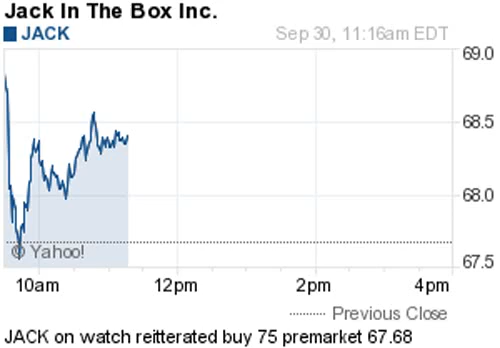 Jack In The Box Inc.
JACK Sep 30, 11:16am EDT
69.0
68.5
68.0
67.5
© Yahoo!
10am 12pm 2pm 4pm
Previous Close
JACK on watch reitterated buy 75 premarket 67.68